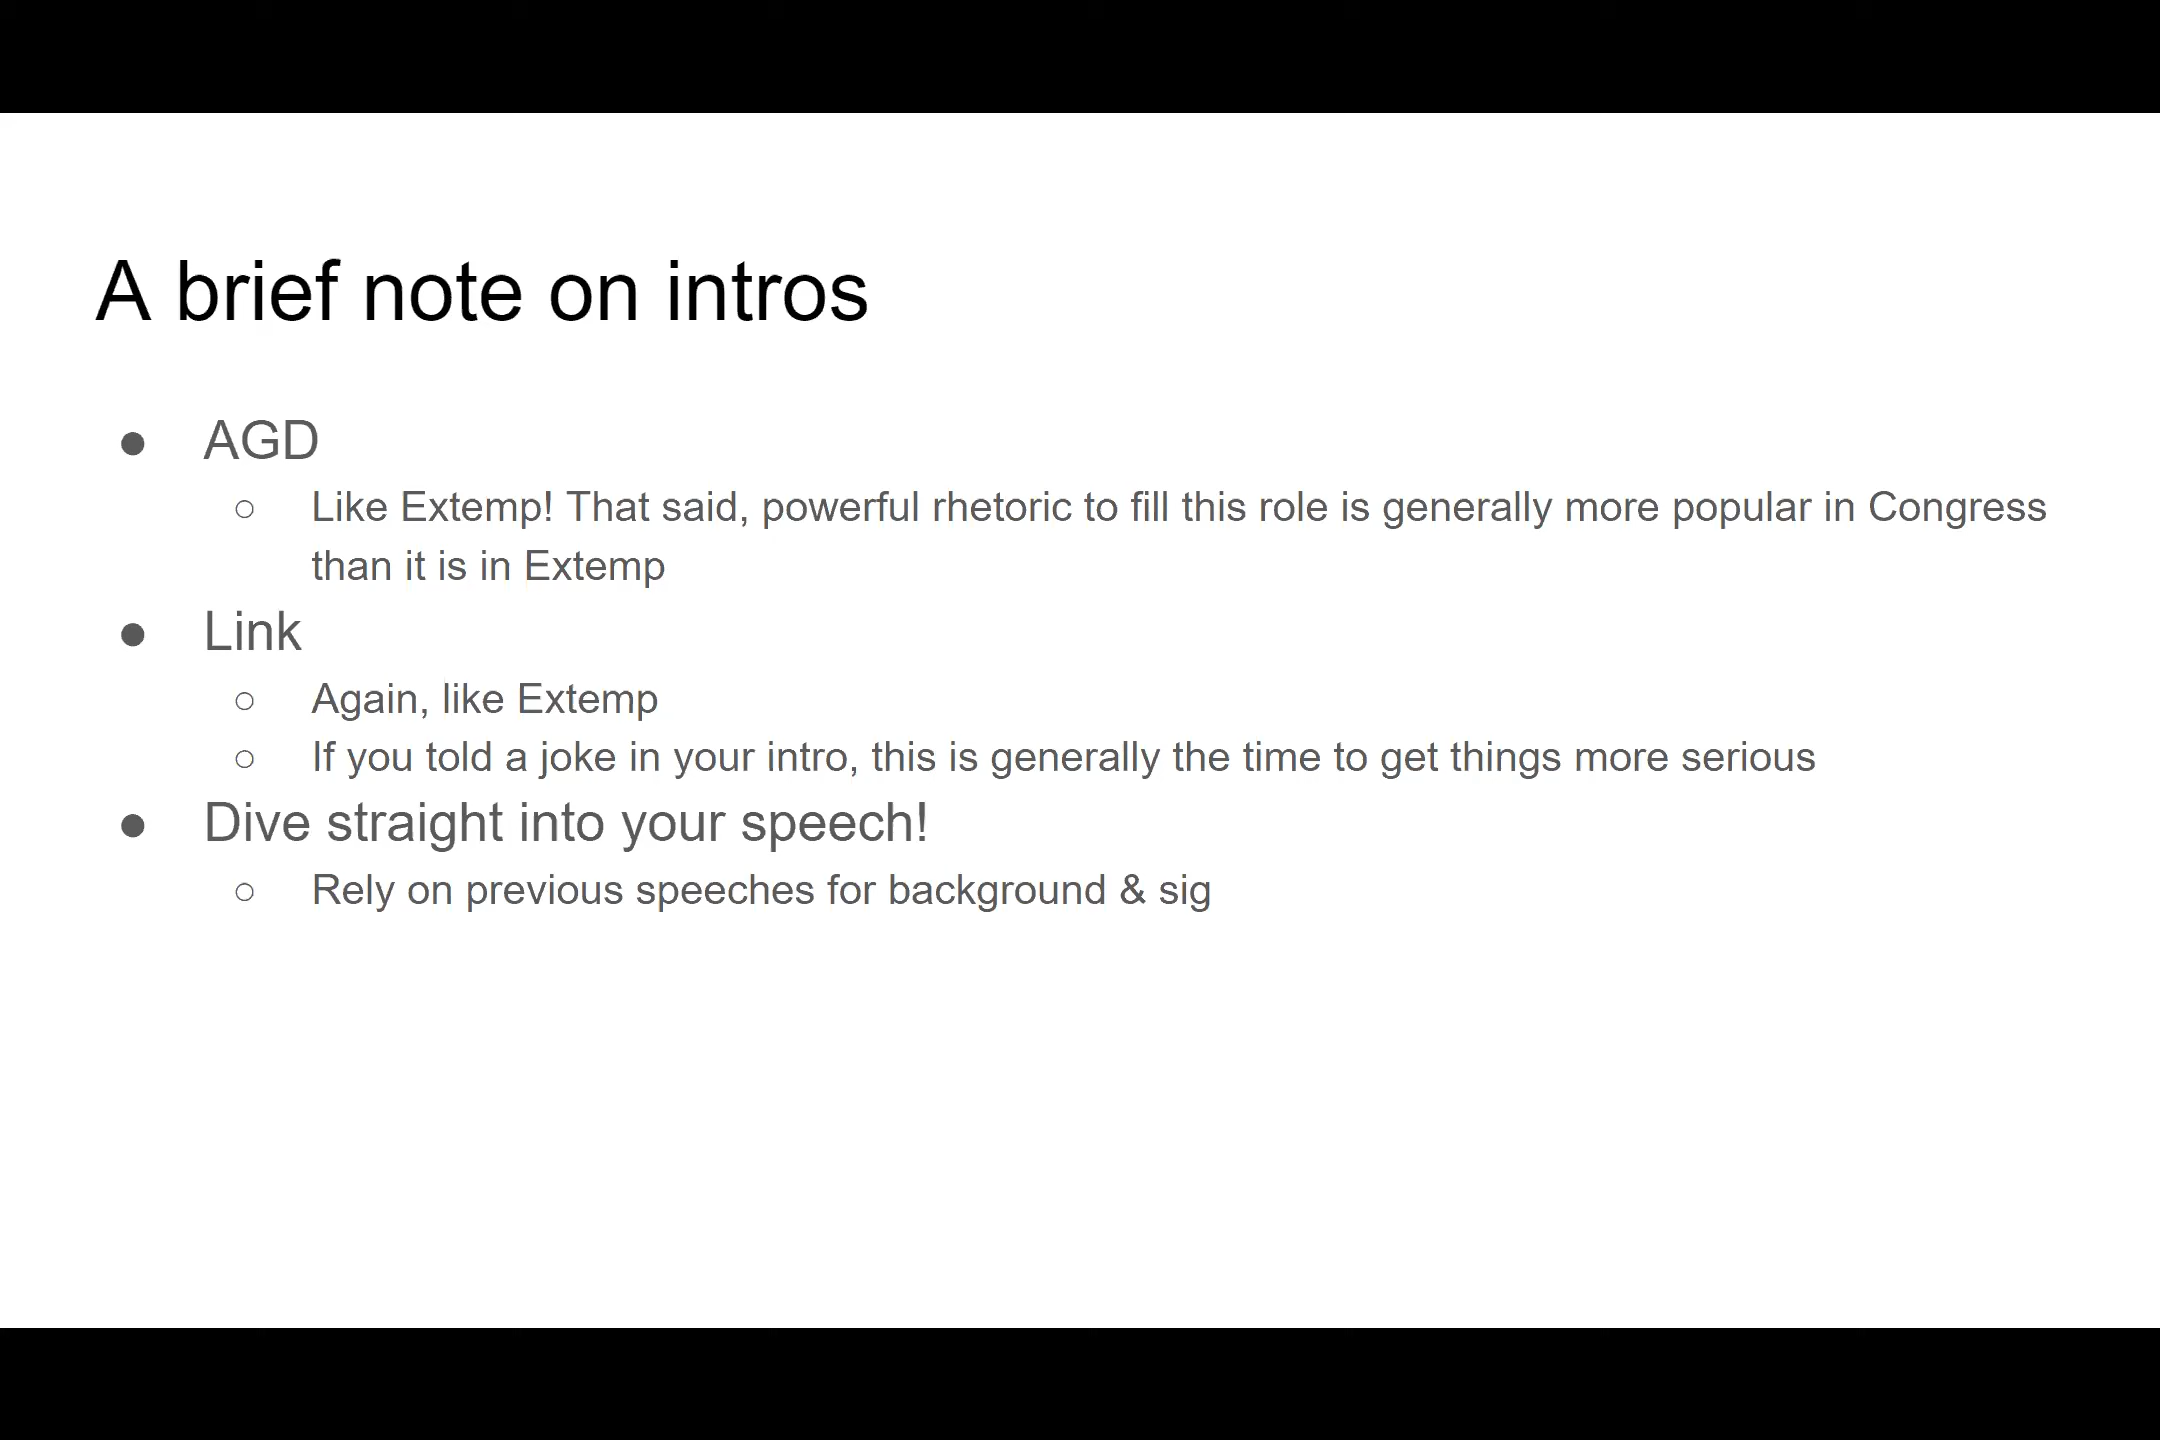 A brief note on intros
● AGD
○ Like Extemp! That said, powerful rhetoric to fill this role is generally more popular in Congress
than it is in Extemp
● Link
○ Again, like Extemp
○ If you told a joke in your intro, this is generally the time to get things more serious
● Dive straight into your speech!
○ Rely on previous speeches for background & sig